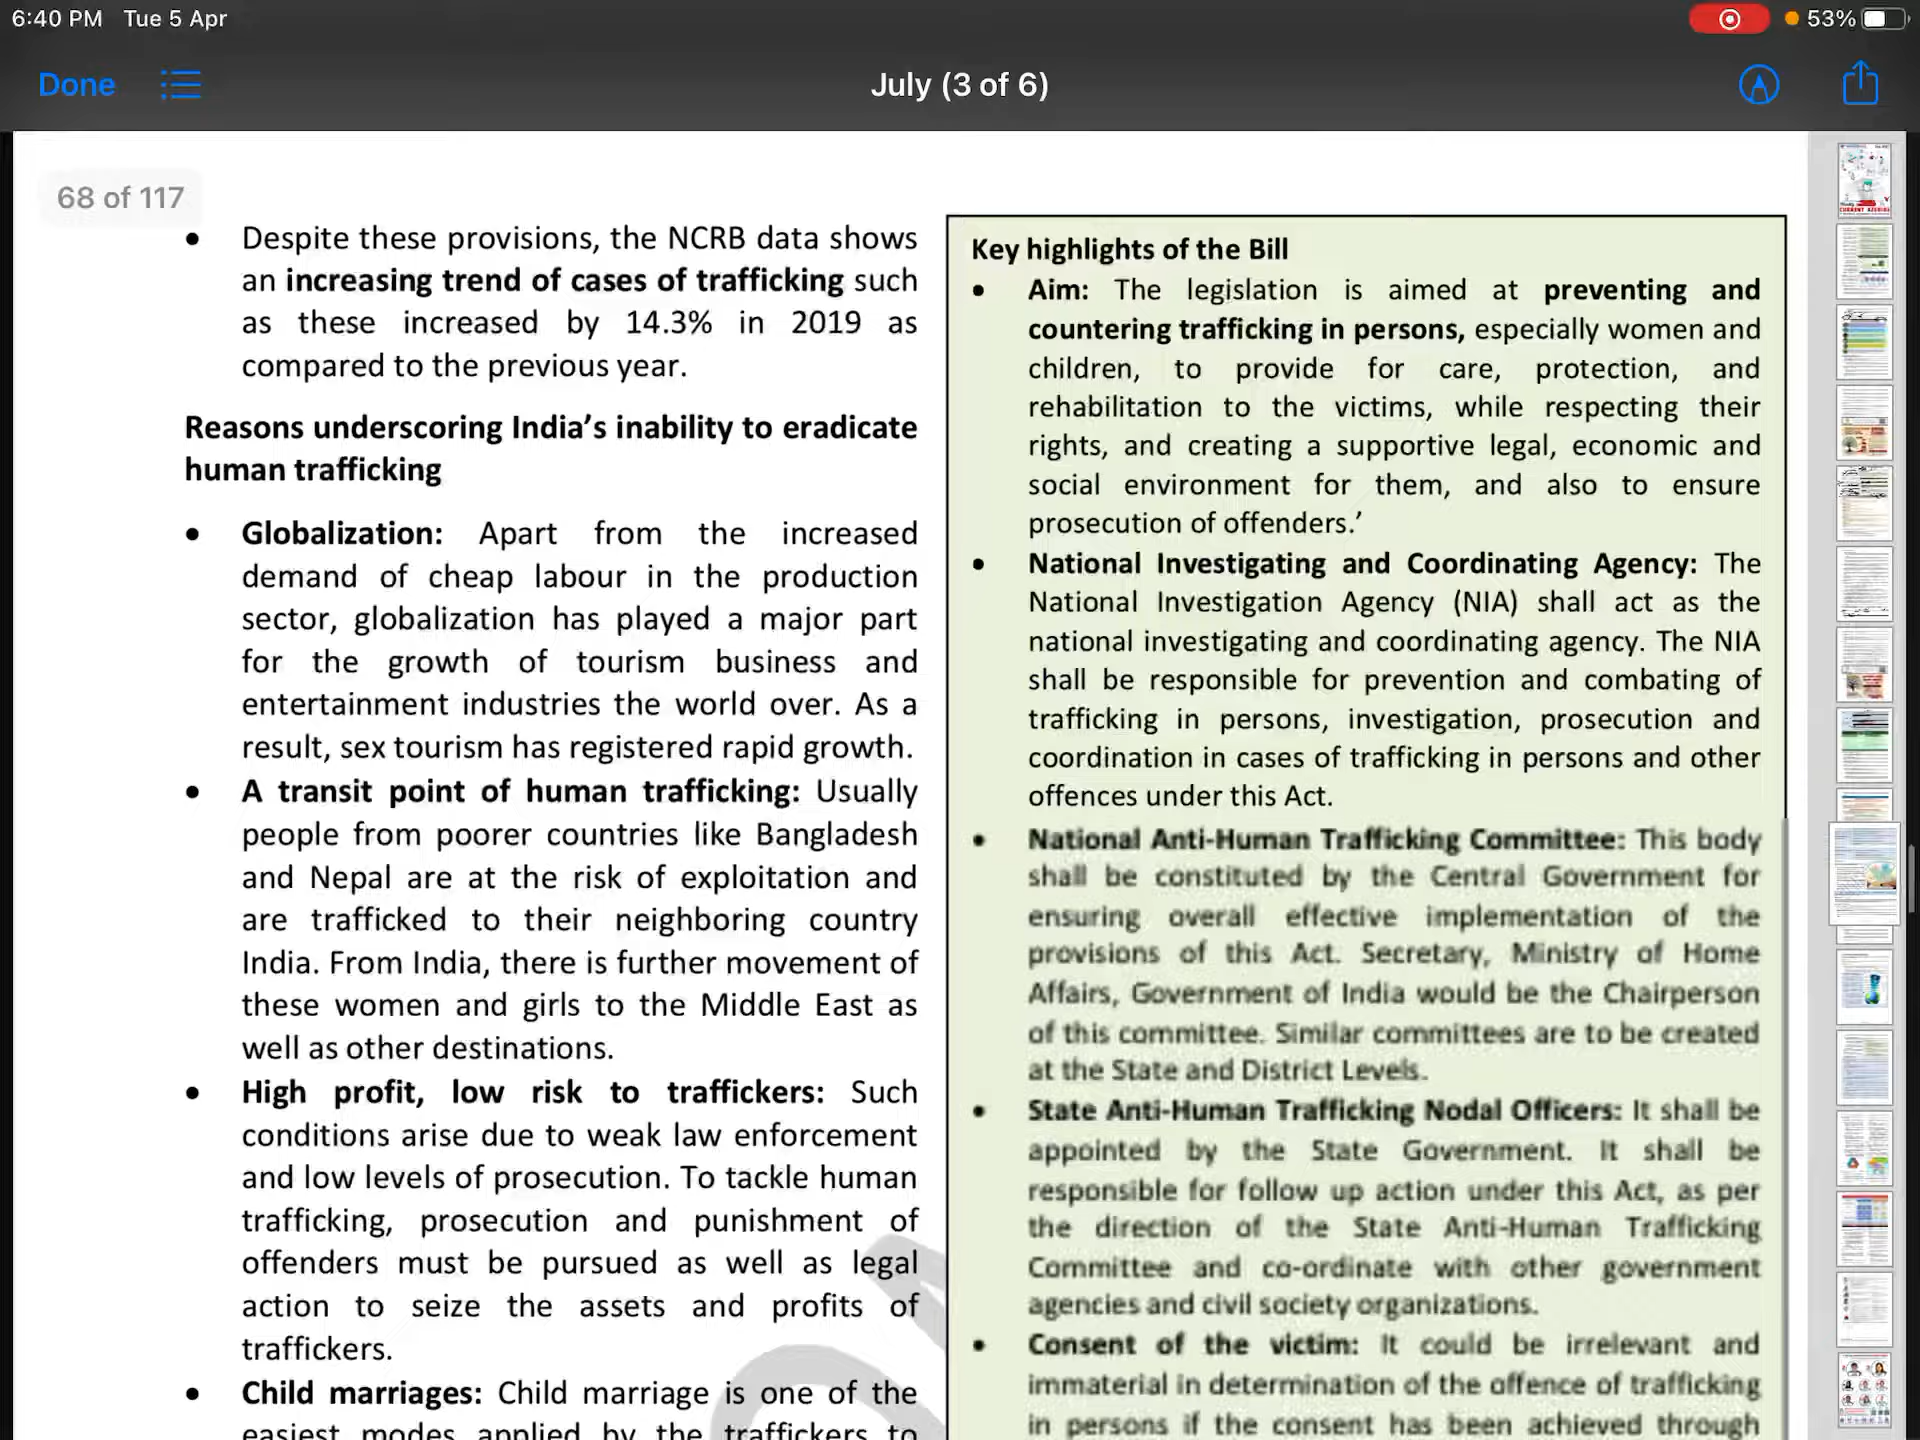 6:40 PM Tue 5 Apr
53%
Done
July (3 of 6)
68 of 117
• Despite these provisions, the NCRB data shows
an increasing trend of cases of trafficking such
as these increased by 14.3% in 2019 as
compared to the previous year.
Reasons underscoring India’s inability to eradicate
human trafficking
• Globalization: Apart from the increased
demand of cheap labour in the production
sector, globalization has played a major part
for the growth of tourism business and
entertainment industries the world over. As a
result, sex tourism has registered rapid growth.
• A transit point of human trafficking: Usually
people from poorer countries like Bangladesh
and Nepal are at the risk of exploitation and
are trafficked to their neighboring country
India. From India, there is further movement of
these women and girls to the Middle East as
well as other destinations.
• High profit, low risk to traffickers: Such
conditions arise due to weak law enforcement
and low levels of prosecution. To tackle human
trafficking, prosecution and punishment of
offenders must be pursued as well as legal
action to seize the assets and profits of
traffickers.
• Child marriages: Child marriage is one of the
easiest modes applied by the traffickers to
Key highlights of the Bill
• Aim: The legislation is aimed at preventing and
countering trafficking in persons, especially women and
children, to provide for care, protection, and
rehabilitation to the victims, while respecting their
rights, and creating a supportive legal, economic and
social environment for them, and also to ensure
prosecution of offenders.’
• National Investigating and Coordinating Agency: The
National Investigation Agency (NIA) shall act as the
national investigating and coordinating agency. The NIA
shall be responsible for prevention and combating of
trafficking in persons, investigation, prosecution and
coordination in cases of trafficking in persons and other
offences under this Act.
• National Anti-Human Trafficking Committee: This body
shall be constituted by the Central Government for
ensuring overall effective implementation of the
provisions of this Act. Secretary, Ministry of Home
Affairs, Government of India would be the Chairperson
of this committee. Similar committees are to be created
at the State and District Levels.
• State Anti-Human Trafficking Nodal Officers: It shall be
appointed by the State Government. It shall be
responsible for follow up action under this Act, as per
the direction of the State Anti-Human Trafficking
Committee and co-ordinate with other government
agencies and civil society organizations.
• Consent of the victim: It could be irrelevant and
immaterial in determination of the offence of trafficking
in persons if the consent has been achieved through